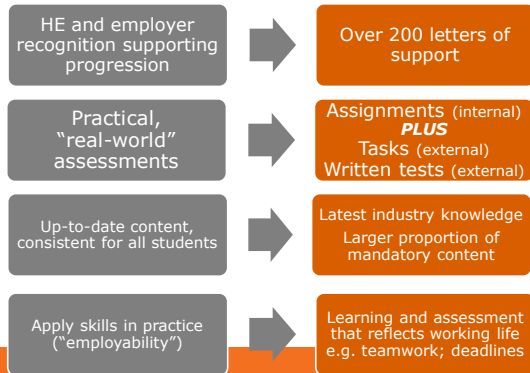 HE and employer
recognition supporting
progression
Over 200 letters of
support
Practical,
“real-world”
assessments
Assignments (internal)
PLUS
Tasks (external)
Written tests (external)
Up-to-date content,
consistent for all students
Latest industry knowledge
Larger proportion of
mandatory content
Apply skills in practice
(“employability”)
Learning and assessment
that reflects working life
e.g. teamwork; deadlines